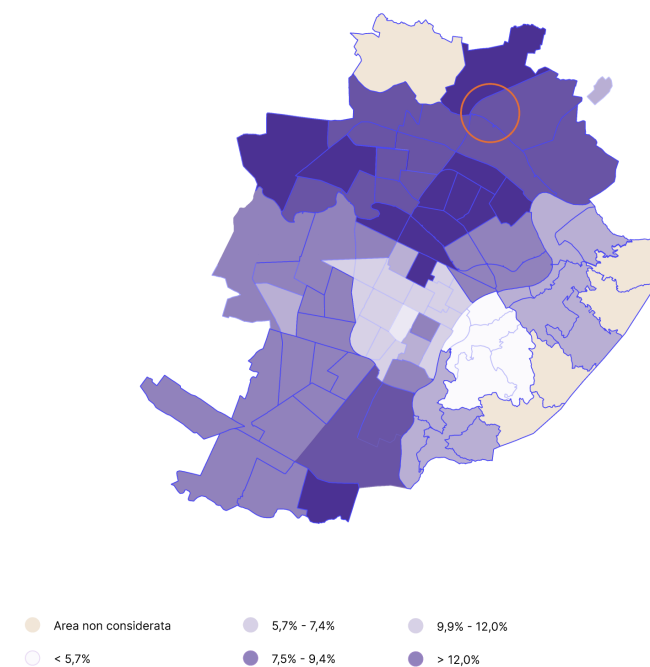 Area non considerata
5,7% - 7,4%
9,9% - 12,0%
< 5,7%
7,5% - 9,4%
> 12,0%